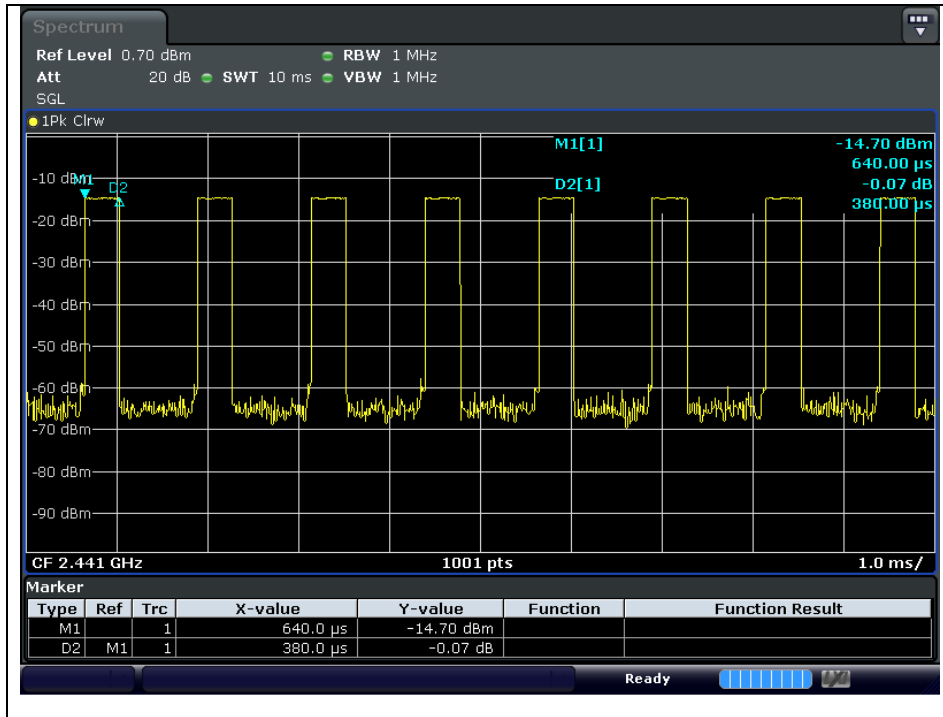 Spectrum
Ref Level 0.70 dBm RBW 1 MHz
Att 20 dB SWT 10 ms VBW 1 MHz
SGL
1Pk Clrw
M1[1] -14.70 dBm
640.00 µs
D2[1] -0.07 dB
380.00 µs
M1
D2
-10 dBm
-20 dBm
-30 dBm
-40 dBm
-50 dBm
-60 dBm
-70 dBm
-80 dBm
-90 dBm
CF 2.441 GHz 1001 pts 1.0 ms/
Marker
Type Ref Trc X-value Y-value Function Function Result
M1 1 640.0 µs -14.70 dBm
D2 M1 1 380.0 µs -0.07 dB
Ready